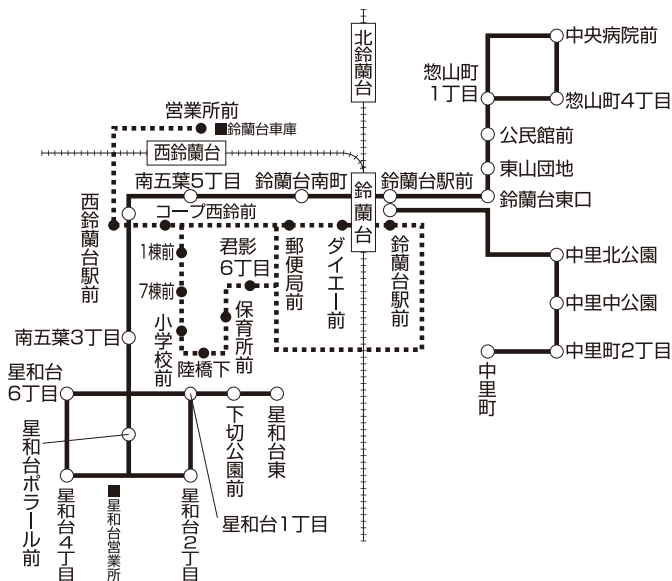 中央病院前
北鈴蘭台
惣山町
1丁目
惣山町4丁目
営業所前
鈴蘭台車庫
公民館前
西鈴蘭台
東山団地
南五葉5丁目
鈴蘭台南町
鈴蘭台
鈴蘭台駅前
鈴蘭台東口
西鈴蘭台駅前
コープ西鈴前
1棟前
君影
6丁目
郵便局前
ダイエー前
鈴蘭台駅前
中里北公園
7棟前
保育所前
中里中公園
南五葉3丁目
小学校前
陸橋下
中里町2丁目
中里町
星和台
6丁目
下切公園前
星和台東
星和台ポラール前
星和台4丁目
星和台営業所
星和台2丁目
星和台1丁目